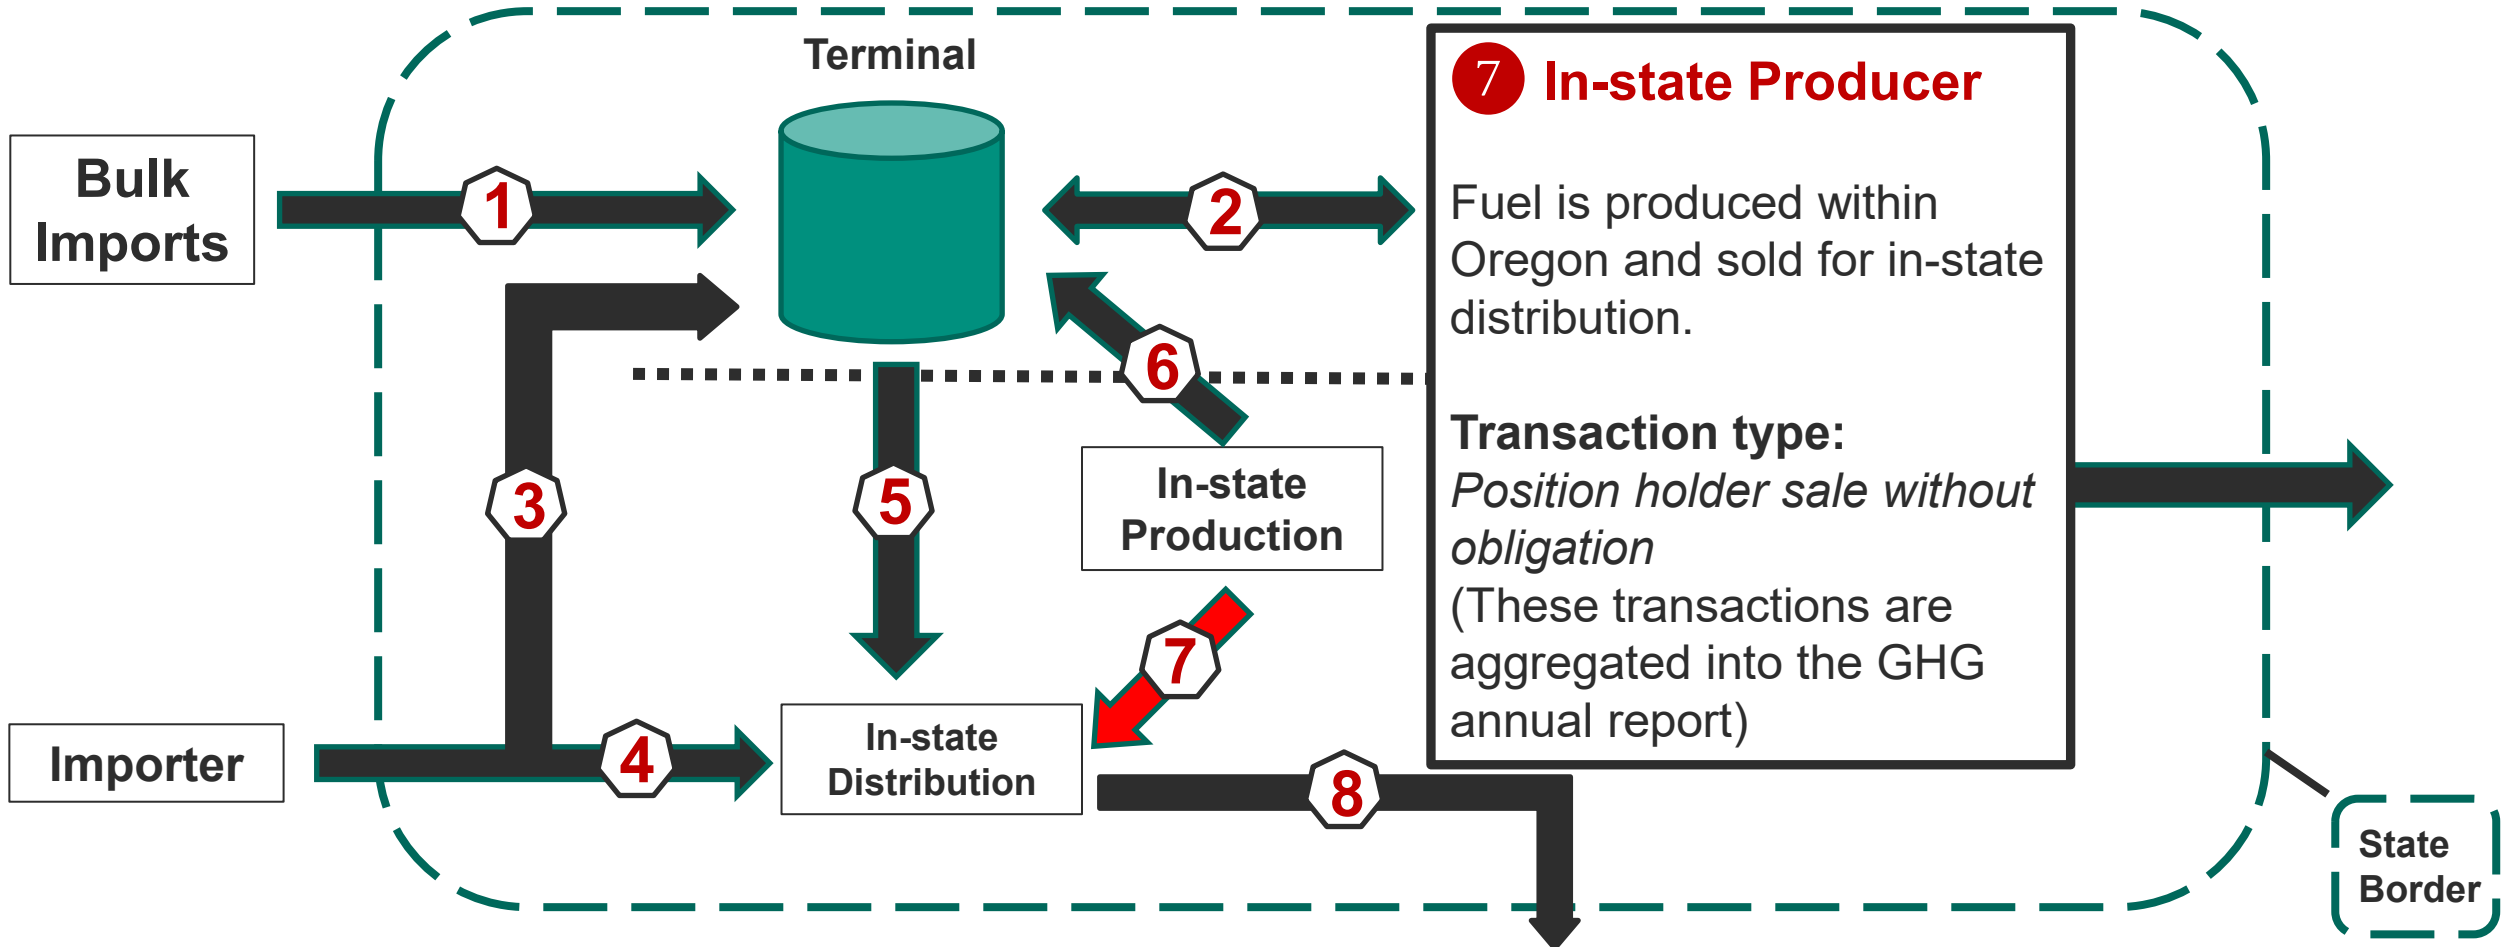 Terminal
Bulk
Imports
1
2
3
6
5
In-state
Production
7
Importer
4
In-state
Distribution
8
7 In-state Producer
Fuel is produced within
Oregon and sold for in-state
distribution.
Transaction type:
Position holder sale without
obligation
(These transactions are
aggregated into the GHG
annual report)
State
Border